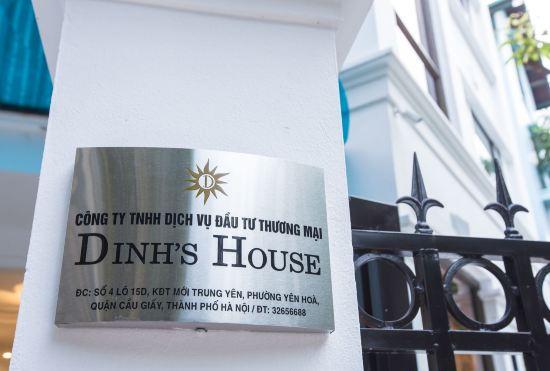 D
CÔNG TY TNHH DỊCH VỤ ĐẦU TƯ THƯƠNG MẠI
DINH'S HOUSE
ĐC: SỐ 4 LÔ 15D, KĐT MỚI TRUNG YÊN, PHƯỜNG YÊN HOÀ,
QUẬN CẦU GIẤY, THÀNH PHỐ HÀ NỘI / ĐT: 32656688